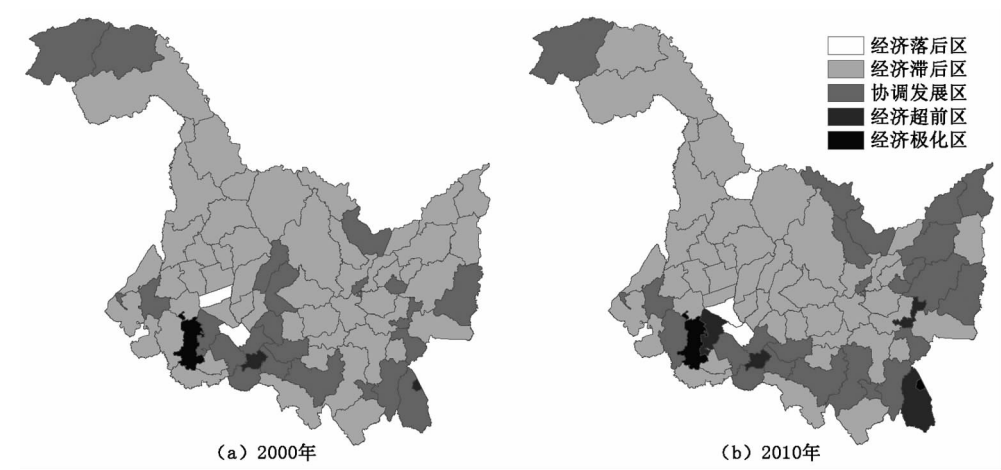 经济落后区
经济滞后区
协调发展区
经济超前区
经济极化区
(a) 2000年
(b) 2010年